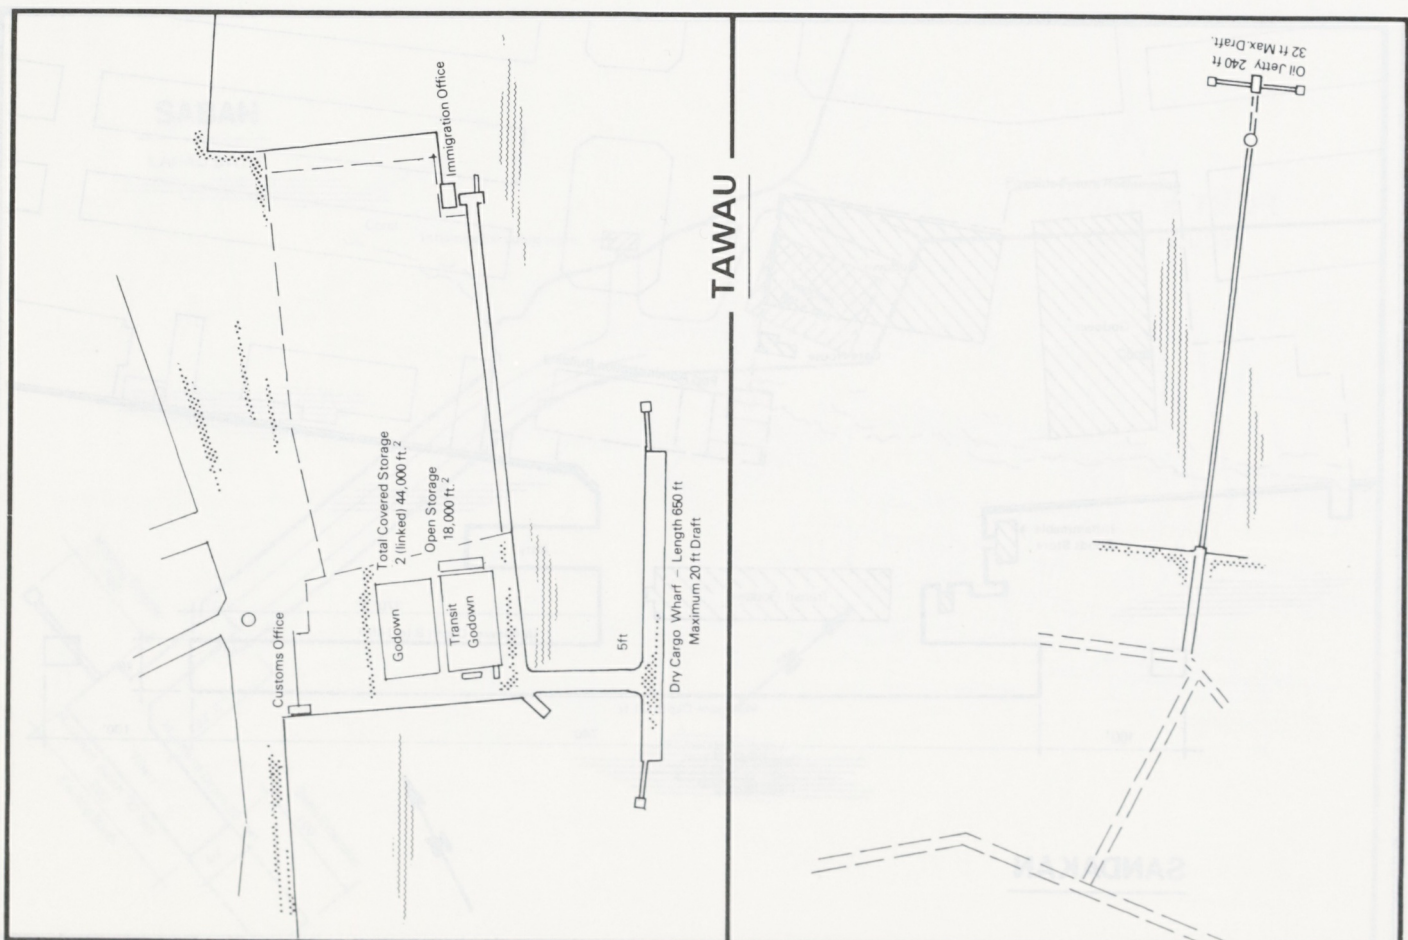 TAWAU
Immigration Office
Total Covered Storage
2 (linked) 44,000 ft.²
Open Storage
18,000 ft.²
Godown
Transit
Godown
Customs Office
5ft
Dry Cargo Wharf – Length 650 ft
Maximum 20 ft Draft
Oil Jetty 240 ft
32 ft Max.Draft.
SABAH
SANDAKAN